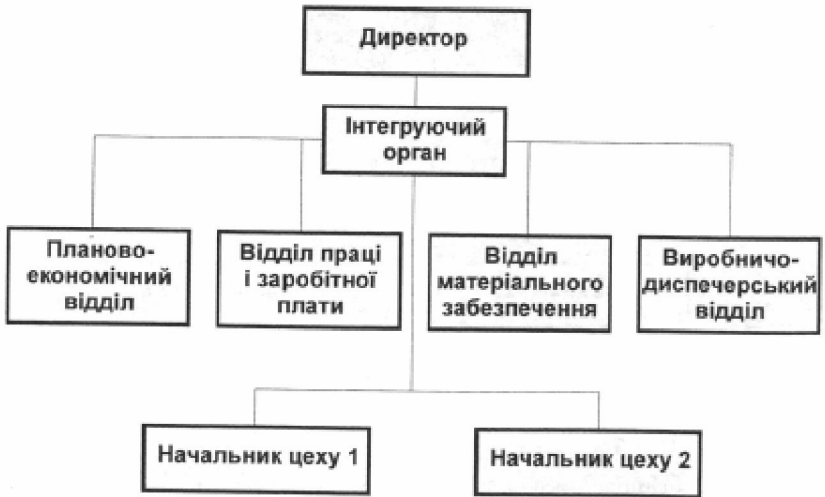 Директор
Інтегруючий
орган
Планово-
економічний
відділ
Відділ праці
і заробітної
плати
Відділ
матеріального
забезпечення
Виробничо-
диспечерський
відділ
Начальник цеху 1
Начальник цеху 2